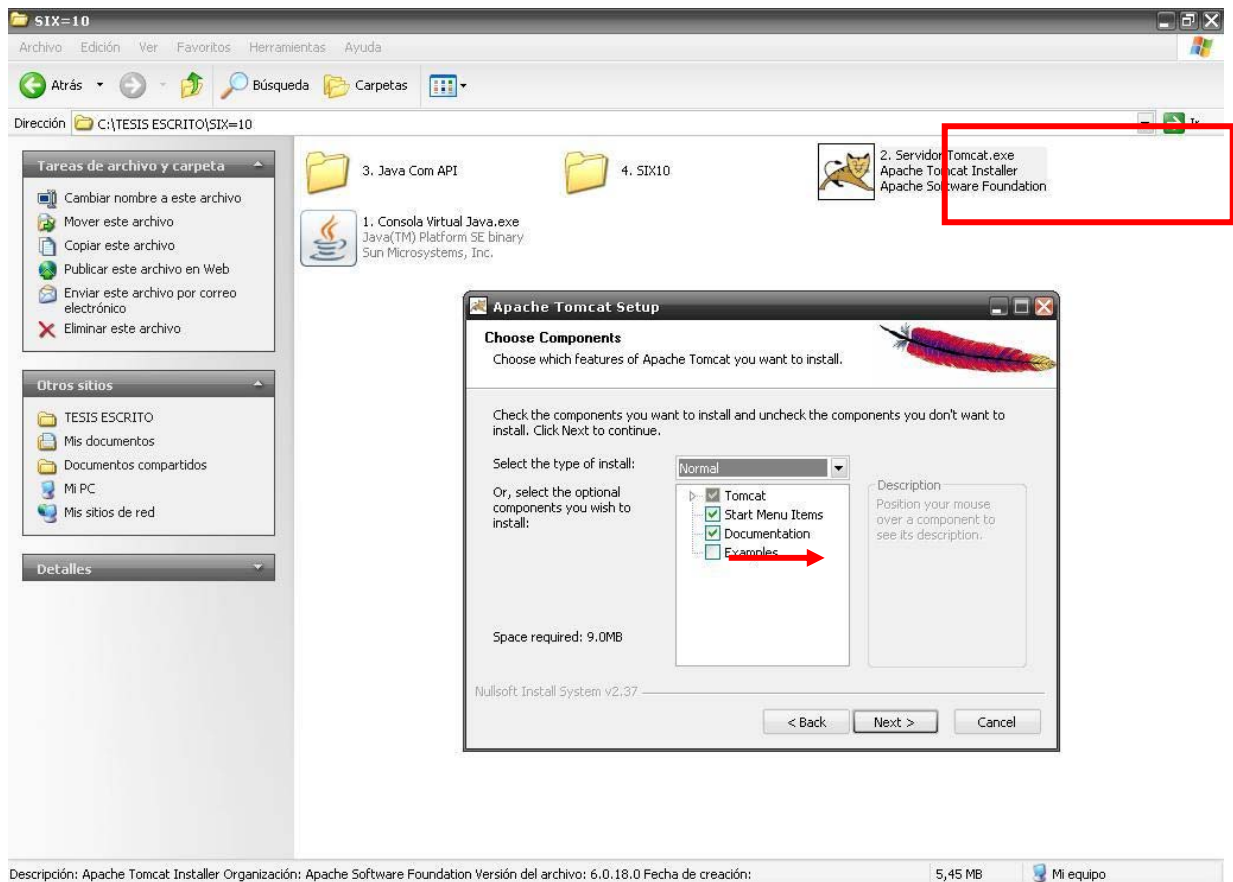 SIX=10
Archivo Edición Ver Favoritos Herramientas Ayuda
Atrás Búsqueda Carpetas
Dirección C:\TESIS ESCRITO\SIX=10 Ir
Tareas de archivo y carpeta
Cambiar nombre a este archivo
Mover este archivo
Copiar este archivo
Publicar este archivo en Web
Enviar este archivo por correo
electrónico
Eliminar este archivo
Otros sitios
TESIS ESCRITO
Mis documentos
Documentos compartidos
Mi PC
Mis sitios de red
Detalles
3. Java Com API
4. SIX10
2. Servidor Tomcat.exe
Apache Tomcat Installer
Apache Software Foundation
1. Consola Virtual Java.exe
Java(TM) Platform SE binary
Sun Microsystems, Inc.
Apache Tomcat Setup
Choose Components
Choose which features of Apache Tomcat you want to install.
Check the components you want to install and uncheck the components you don't want to
install. Click Next to continue.
Select the type of install:
Normal
Or, select the optional
components you wish to
install:
Tomcat
Start Menu Items
Documentation
Examples
Description
Position your mouse
over a component to
see its description.
Space required: 9.0MB
Nullsoft Install System v2.37
< Back Next > Cancel
Descripción: Apache Tomcat Installer Organización: Apache Software Foundation Versión del archivo: 6.0.18.0 Fecha de creación: 5,45 MB Mi equipo